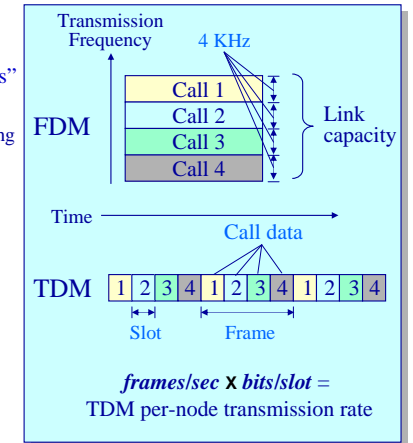 Transmission
Frequency
4 KHz
s”
ng
FDM
Call 1
Call 2
Call 3
Call 4
Link
capacity
Time
Call data
TDM
1 2 3 4 1 2 3 4 1 2 3 4
Slot
Frame
frames/sec x bits/slot =
TDM per-node transmission rate